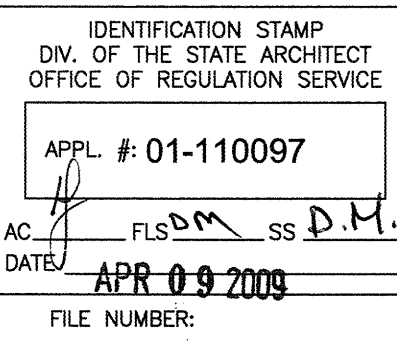 IDENTIFICATION STAMP
DIV. OF THE STATE ARCHITECT
OFFICE OF REGULATION SERVICE
APPL. #: 01-110097
AC FLS DM SS D.M.
DATE APR 09 2009
FILE NUMBER: